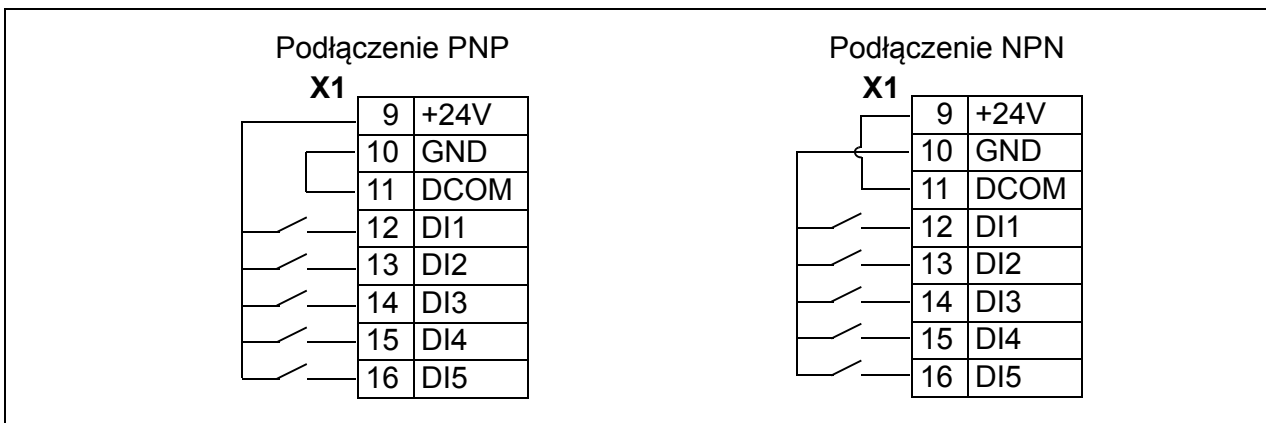 Podłączenie PNP
X1
9 +24V
10 GND
11 DCOM
12 DI1
13 DI2
14 DI3
15 DI4
16 DI5
Podłączenie NPN
X1
9 +24V
10 GND
11 DCOM
12 DI1
13 DI2
14 DI3
15 DI4
16 DI5